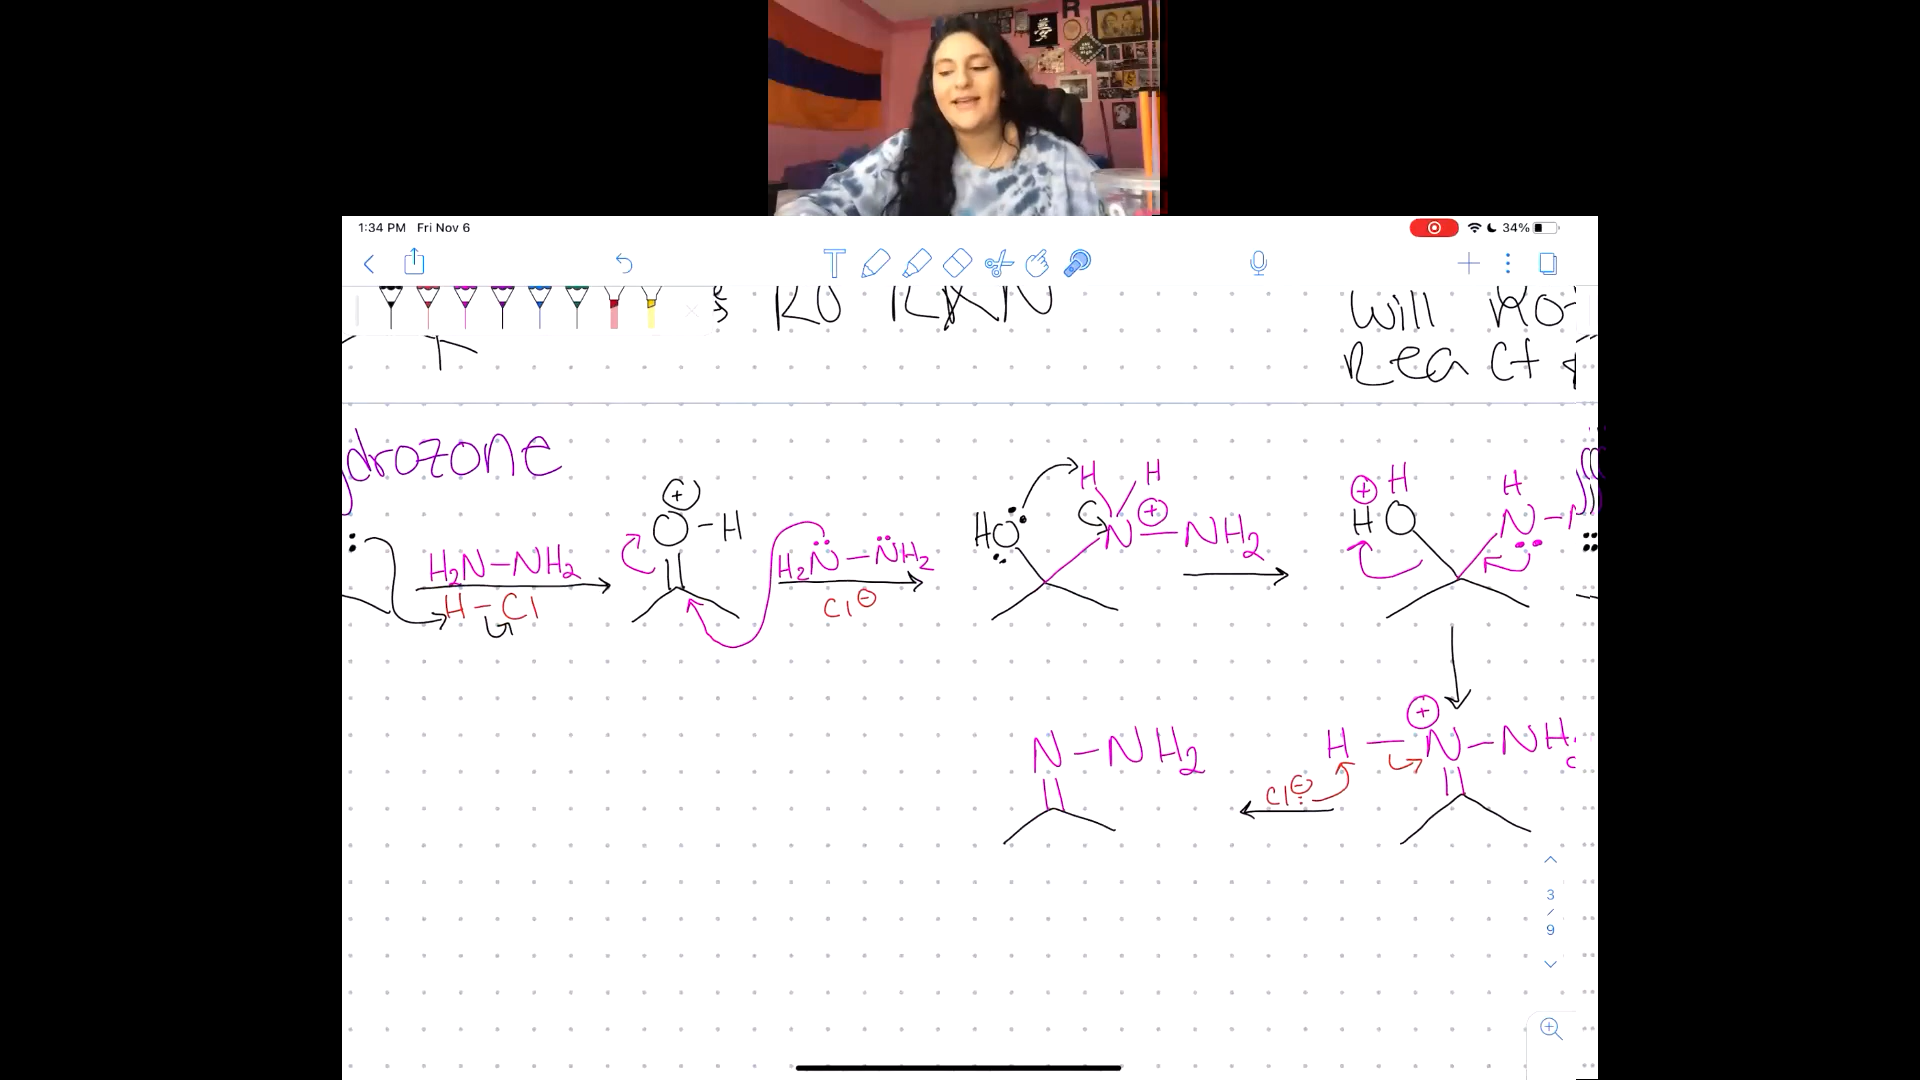 R
1:34 PM Fri Nov 6
34%
T
Will
React
drozone
+
O-H
H₂N-NH₂
H-Cl
H₂N-NH₂
Cl⊖
H H
+
HO
N-NH₂
+ H
H O
H
N-
+
H-N-NH
Cl⊖
N-NH₂
3
/
9